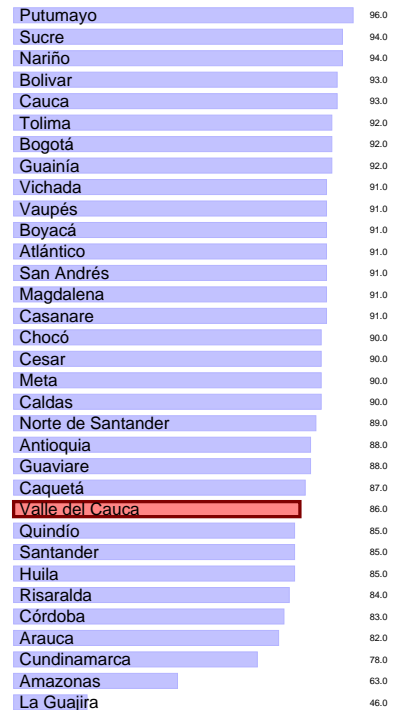 Putumayo 96.0
Sucre 94.0
Nariño 94.0
Bolivar 93.0
Cauca 93.0
Tolima 92.0
Bogotá 92.0
Guainía 92.0
Vichada 91.0
Vaupés 91.0
Boyacá 91.0
Atlántico 91.0
San Andrés 91.0
Magdalena 91.0
Casanare 91.0
Chocó 90.0
Cesar 90.0
Meta 90.0
Caldas 90.0
Norte de Santander 89.0
Antioquia 88.0
Guaviare 88.0
Caquetá 87.0
Valle del Cauca 86.0
Quindío 85.0
Santander 85.0
Huila 85.0
Risaralda 84.0
Córdoba 83.0
Arauca 82.0
Cundinamarca 78.0
Amazonas 63.0
La Guajira 46.0